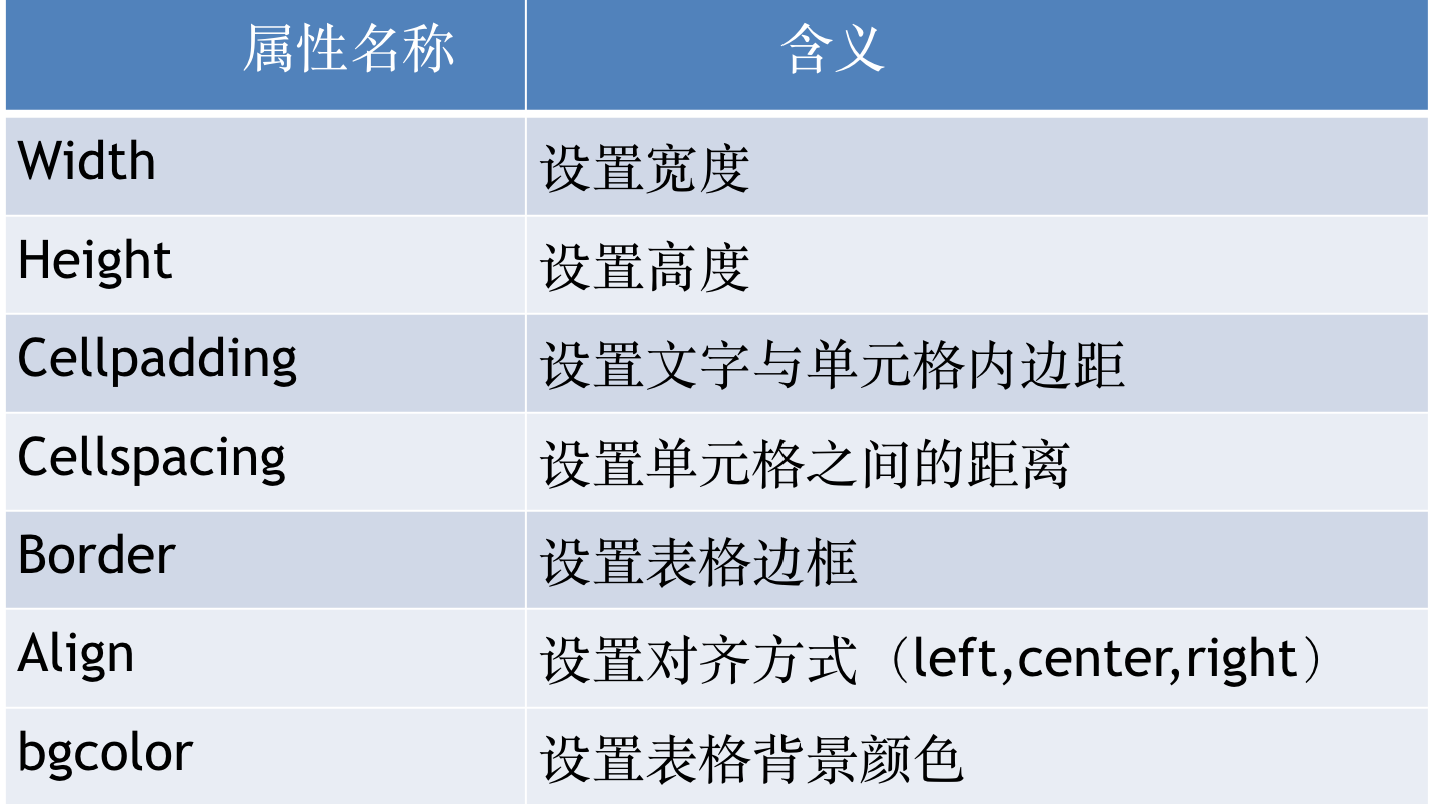 属性名称 含义
Width 设置宽度
Height 设置高度
Cellpadding 设置文字与单元格内边距
Cellspacing 设置单元格之间的距离
Border 设置表格边框
Align 设置对齐方式（left,center,right）
bgcolor 设置表格背景颜色